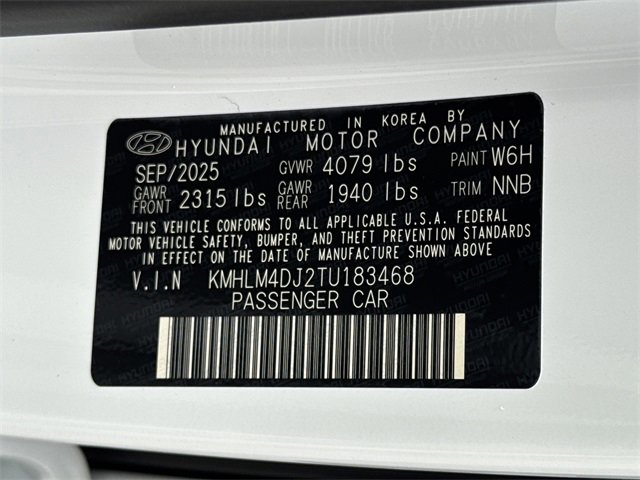 MANUFACTURED IN KOREA BY
HYUNDAI MOTOR COMPANY
SEP/2025 GVWR 4079 lbs PAINT W6H
GAWR FRONT 2315 lbs GAWR REAR 1940 lbs TRIM NNB
THIS VEHICLE CONFORMS TO ALL APPLICABLE U.S.A. FEDERAL
MOTOR VEHICLE SAFETY, BUMPER, AND THEFT PREVENTION STANDARDS
IN EFFECT ON THE DATE OF MANUFACTURE SHOWN ABOVE
V.I.N KMHLM4DJ2TU183468
PASSENGER CAR